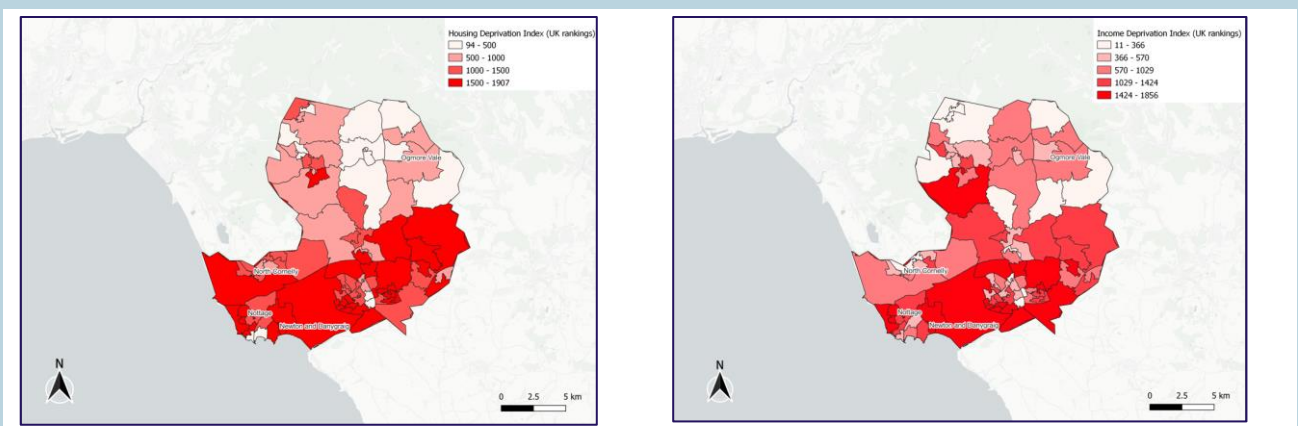 Housing Deprivation Index (UK rankings)
94 - 500
500 - 1000
1000 - 1500
1500 - 1907
Ogmore Vale
North Cornelly
Nottage
Newton and Danygraig
N
0 2.5 5 km
Income Deprivation Index (UK rankings)
11 - 366
366 - 570
570 - 1029
1029 - 1424
1424 - 1856
Ogmore Vale
North Cornelly
Nottage
Newton and Danygraig
N
0 2.5 5 km